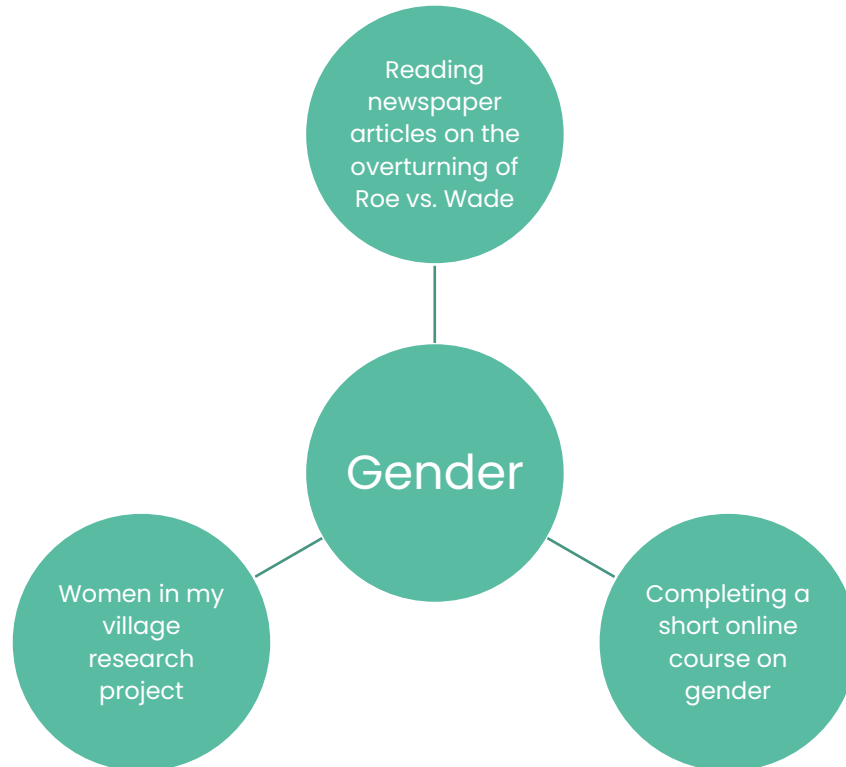 Reading
newspaper
articles on the
overturning of
Roe vs. Wade
Gender
Women in my
village
research
project
Completing a
short online
course on
gender